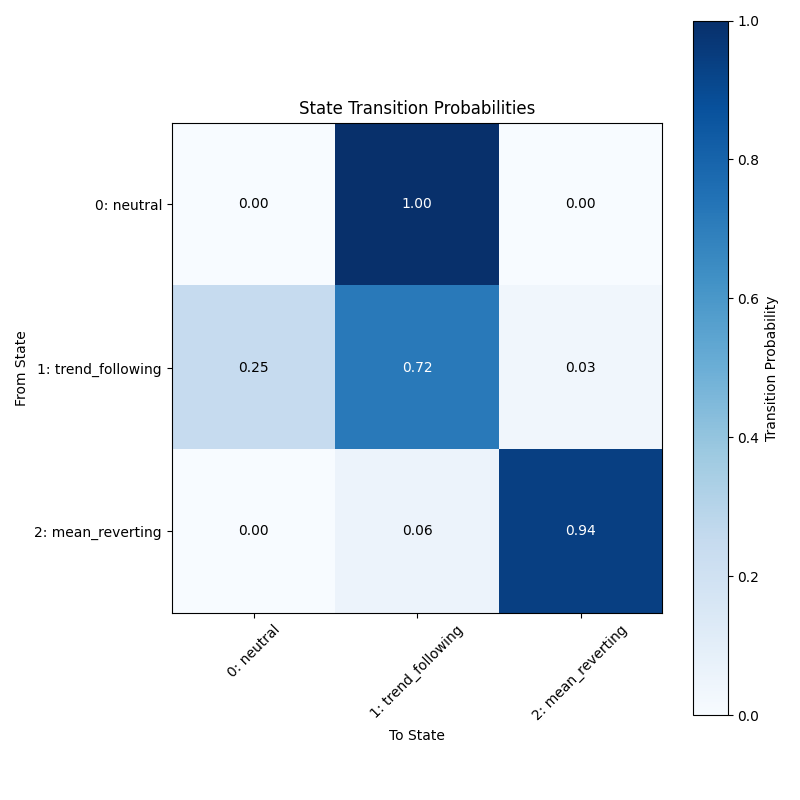 State Transition Probabilities
0: neutral
0.00
1.00
0.00
1: trend_following
0.25
0.72
0.03
2: mean_reverting
0.00
0.06
0.94
0: neutral
1: trend_following
2: mean_reverting
To State
From State
1.0
0.8
0.6
0.4
0.2
0.0
Transition Probability